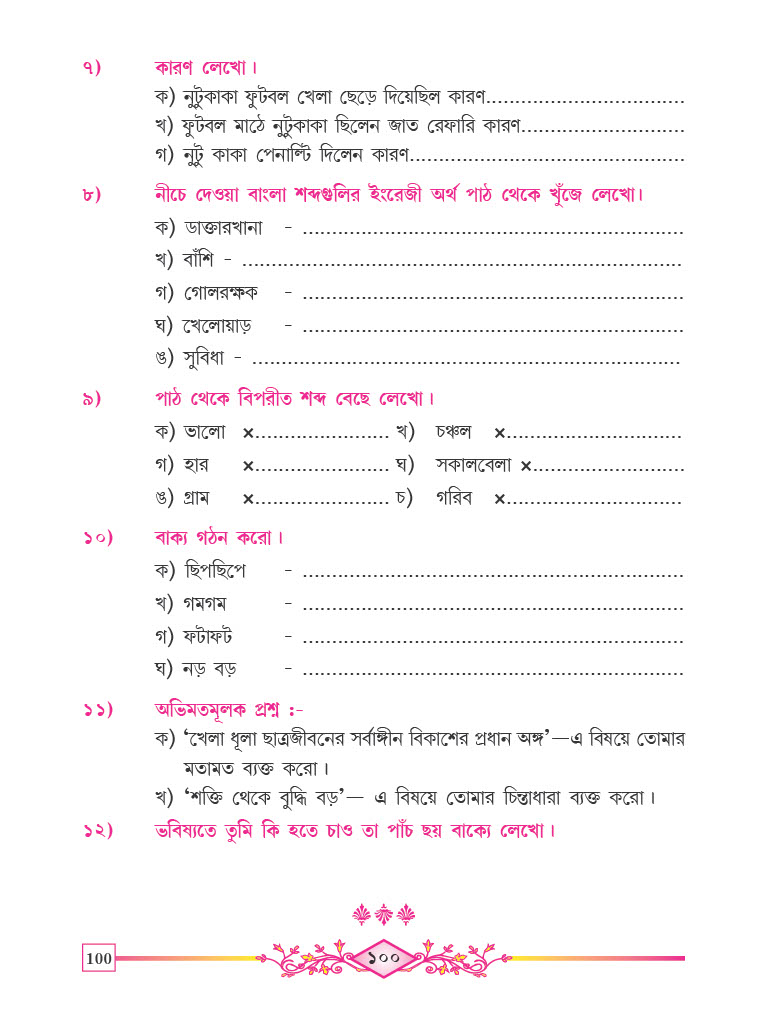 ৭) কারণ লেখো।
ক) নুটুকাকা ফুটবল খেলা ছেড়ে দিয়েছিল কারণ..................................
খ) ফুটবল মাঠে নুটুকাকা ছিলেন জাত রেফারি কারণ............................
গ) নুটু কাকা পেনাল্টি দিলেন কারণ...............................................
৮) নীচে দেওয়া বাংলা শব্দগুলির ইংরেজী অর্থ পাঠ থেকে খুঁজে লেখো।
ক) ডাক্তারখানা - .................................................................
খ) বাঁশি - ...........................................................................
গ) গোলরক্ষক - .................................................................
ঘ) খেলোয়াড় - .................................................................
ঙ) সুবিধা - .........................................................................
৯) পাঠ থেকে বিপরীত শব্দ বেছে লেখো।
ক) ভালো ×....................... খ) চঞ্চল ×..............................
গ) হার ×....................... ঘ) সকালবেলা ×..........................
ঙ) গ্রাম ×....................... চ) গরিব ×..............................
১০) বাক্য গঠন করো।
ক) ছিপছিপে - .................................................................
খ) গমগম - .................................................................
গ) ফটাফট - .................................................................
ঘ) নড় বড় - .................................................................
১১) অভিমতমূলক প্রশ্ন :-
ক) ‘খেলা ধূলা ছাত্রজীবনের সর্বাঙ্গীন বিকাশের প্রধান অঙ্গ’—এ বিষয়ে তোমার
মতামত ব্যক্ত করো।
খ) ‘শক্তি থেকে বুদ্ধি বড়’— এ বিষয়ে তোমার চিন্তাধারা ব্যক্ত করো।
১২) ভবিষ্যতে তুমি কি হতে চাও তা পাঁচ ছয় বাক্যে লেখো।
100 ১০০